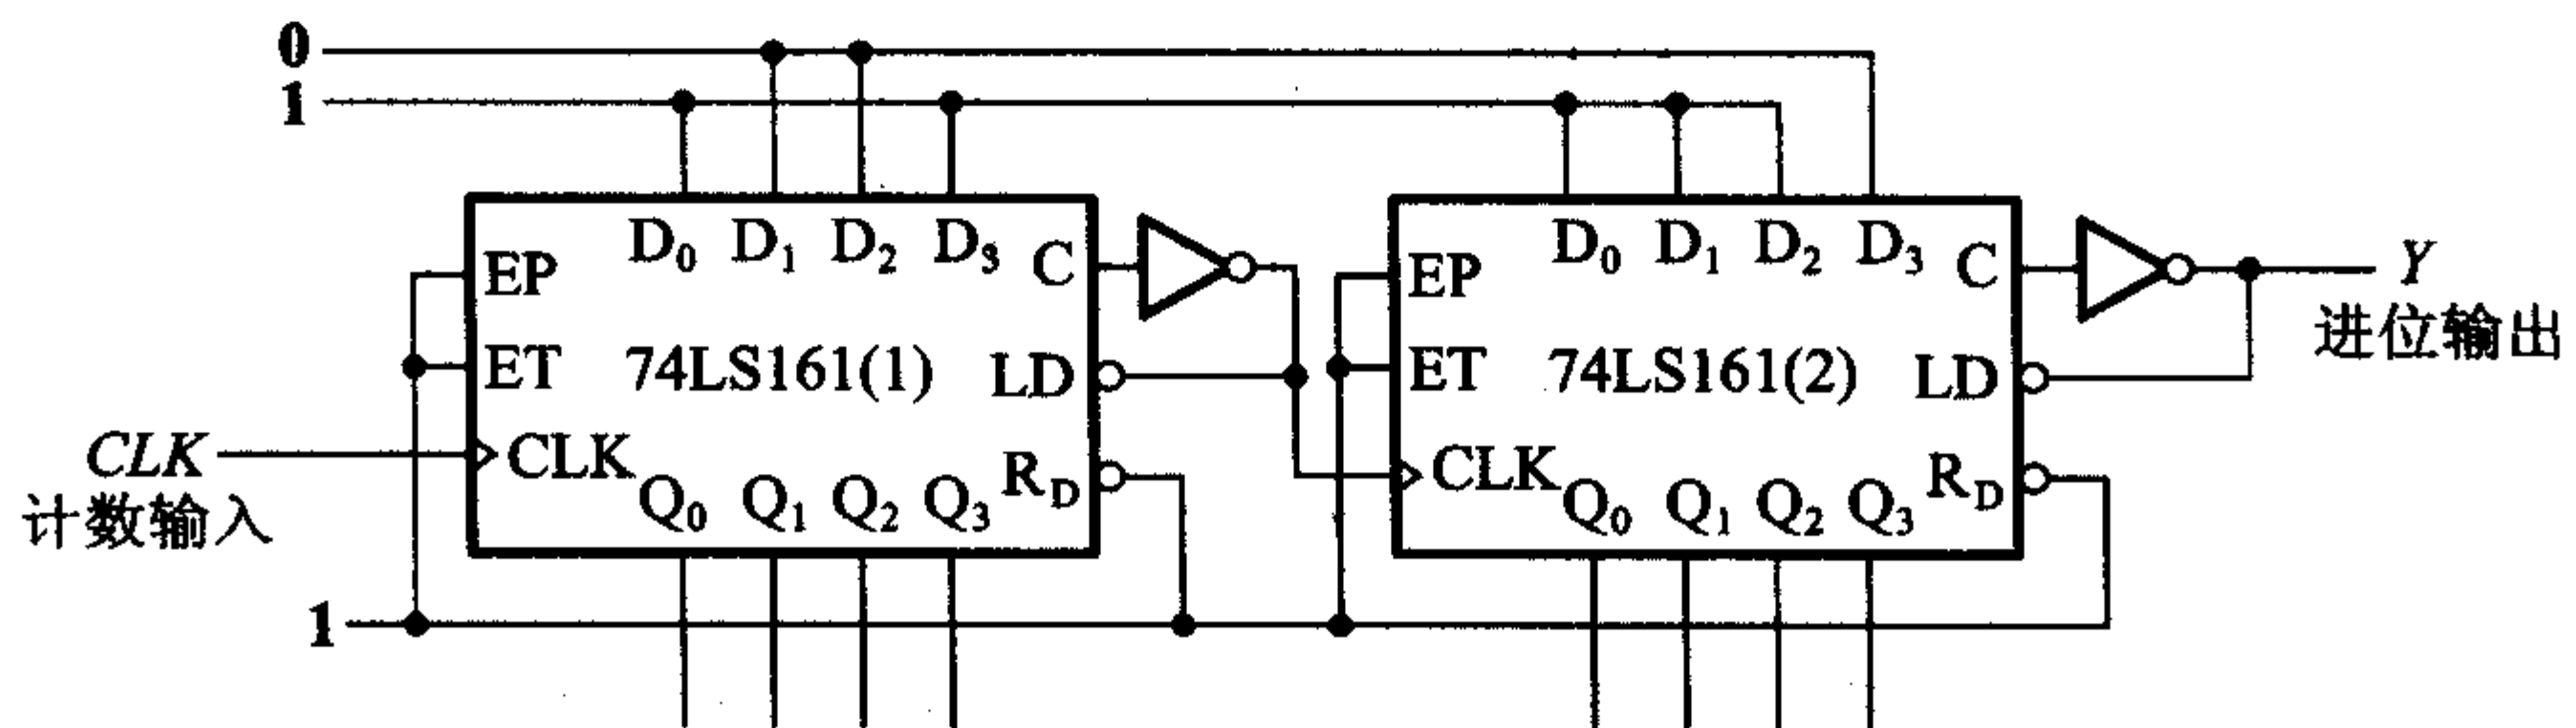 0
1
D₀ D₁ D₂ D₃ C
EP
ET 74LS161(1) LD
CLK
Q₀ Q₁ Q₂ Q₃ R_D
D₀ D₁ D₂ D₃ C
EP
ET 74LS161(2) LD
CLK
Q₀ Q₁ Q₂ Q₃ R_D
Y
进位输出
CLK
计数输入
1